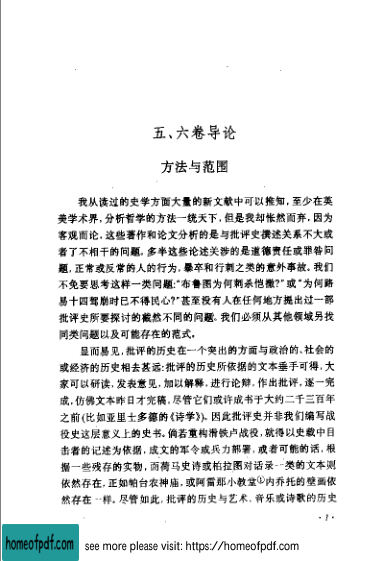 五、六卷导论
方法与范围
我从读过的史学方面大量的新文献中可以推知，至少在英
美学术界，分析哲学的方法一统天下，但是我却怅然而弃，因为
客观而论，这些著作和论文分析的是与批评史撰述关系不大或
者了不相干的问题，多半这些论述关涉的是道德责任或罪咎问
题，正常或反常的人的行为，暴卒和行刺之类的意外事故。我们
不免要思考这样一类问题：“布鲁图为何刺杀恺撒？”或“为何路
易十四驾崩时已不得民心？”甚至没有人在任何地方提出过一部
批评史所要探讨的截然不同的问题。我们必须从其他领域另找
同类问题以及可能存在的范式。
显而易见，批评的历史在一个突出的方面与政治的、社会的
或经济的历史相去甚远：批评的历史所依据的文本垂手可得，大
家可以研读，发表意见，加以解释，进行论辩，作出批评，逐一完
成，仿佛文本昨日才完稿，尽管它们或许成书于大约二千三百年
之前（比如亚里士多德的《诗学》）。因此批评史并非我们编写战
役史这层意义上的史书。倘若重构滑铁卢战役，就得以史载中目
击者的记述为依据，成文的军令或兵力部署，或者可能的话，根
据一些残存的实物，而荷马史诗或柏拉图对话录一类的文本则
依然存在，正如帕台农神庙，或阿雷那小教堂①内乔托的壁画依
然存在一样。尽管如此，批评的历史与艺术、音乐或诗歌的历史
·1·
homeofpdf.com
see more please visit: https://homeofpdf.com